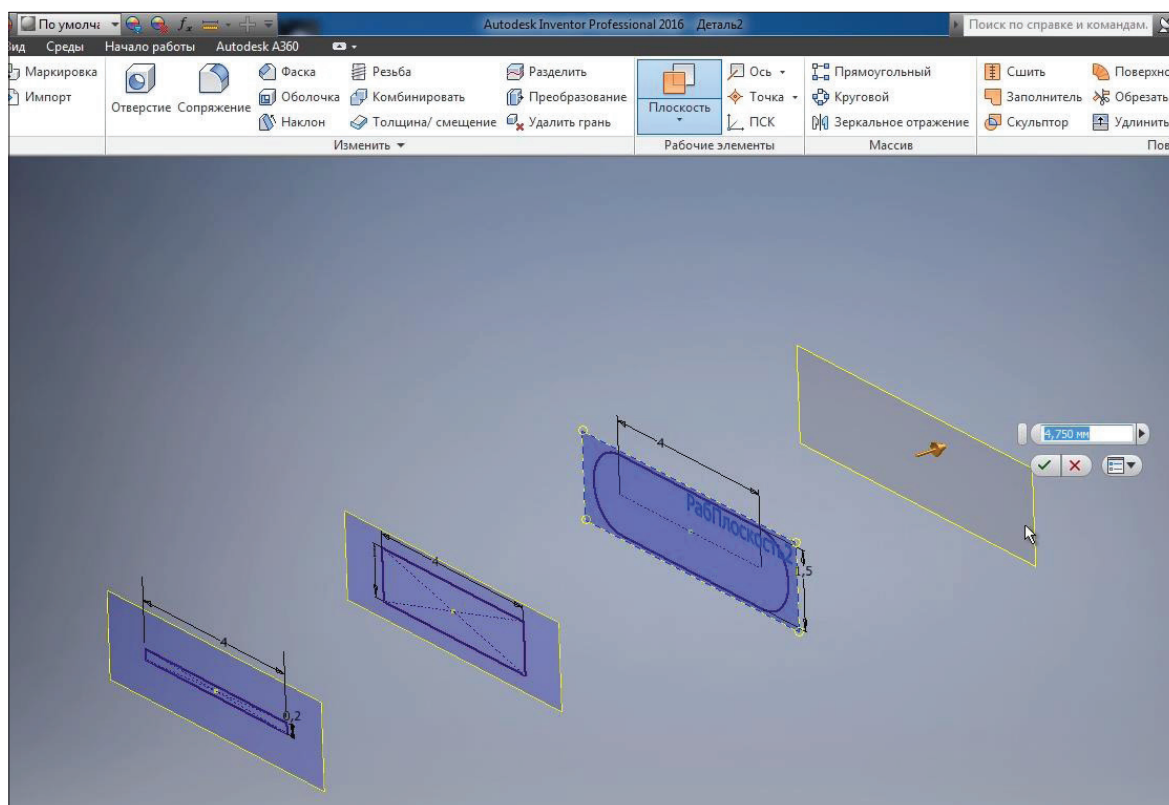 По умолча Autodesk Inventor Professional 2016 Деталь2 Поиск по справке и командам.
Вид Среды Начало работы Autodesk A360
Маркировка Фаска Резьба Разделить Ось Прямоугольный Сшить Поверхно
Импорт Отверстие Сопряжение Оболочка Комбинировать Преобразование Плоскость Точка Круговой Заполнитель Обрезать
Наклон Толщина/ смещение Удалить грань ПСК Зеркальное отражение Скульптор Удлинить
Изменить Рабочие элементы Массив Пов
4,750 мм
4
РабПлоскость2
1,5
4
4
0,2